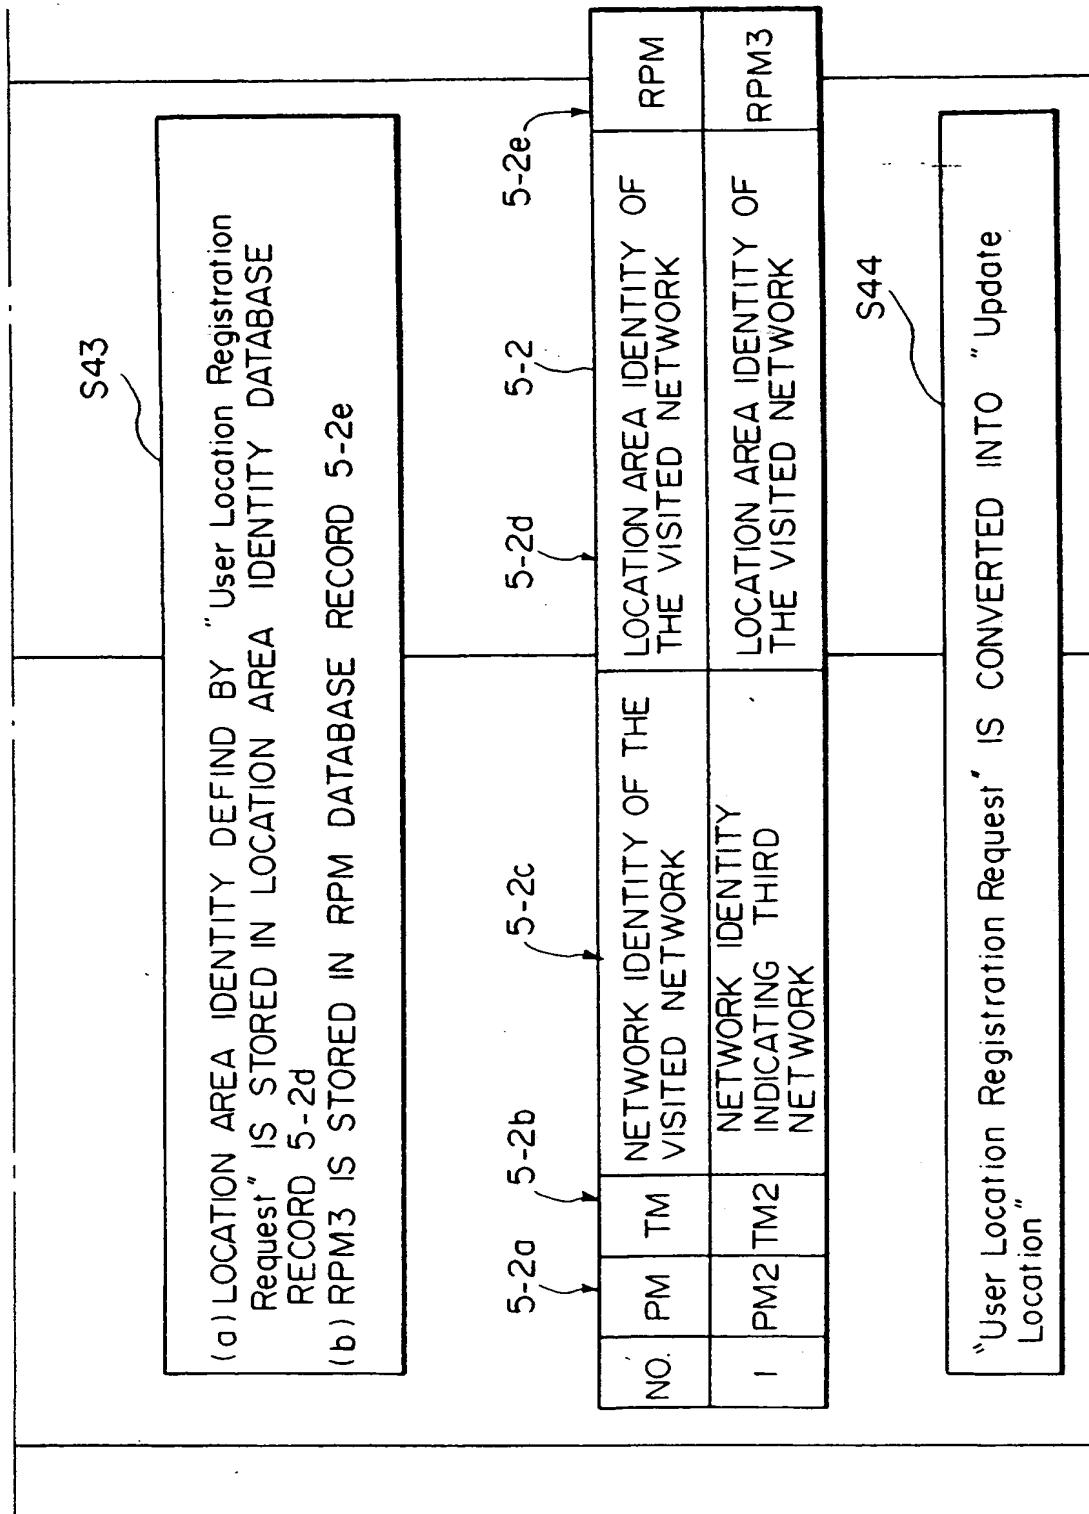 S43
(a) LOCATION AREA IDENTITY DEFIND BY "User Location Registration
Request" IS STORED IN LOCATION AREA IDENTITY DATABASE
RECORD 5-2d
(b) RPM3 IS STORED IN RPM DATABASE RECORD 5-2e
5-2a
5-2b
5-2c
5-2d
5-2
5-2e
NO.
PM
TM
NETWORK IDENTITY OF THE
VISITED NETWORK
LOCATION AREA IDENTITY OF
THE VISITED NETWORK
RPM
1
PM2
TM2
NETWORK IDENTITY
INDICATING THIRD
NETWORK
LOCATION AREA IDENTITY OF
THE VISITED NETWORK
RPM3
S44
"User Location Registration Request" IS CONVERTED INTO "Update
Location"